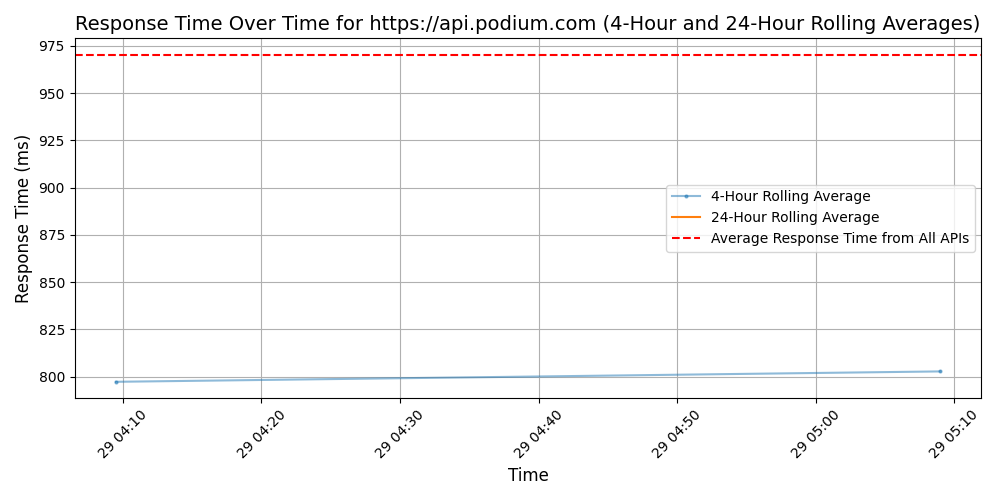 Response Time Over Time for https://api.podium.com (4-Hour and 24-Hour Rolling Averages)
Response Time (ms)
975
950
925
900
875
850
825
800
4-Hour Rolling Average
24-Hour Rolling Average
Average Response Time from All APIs
29 04:10
29 04:20
29 04:30
29 04:40
29 04:50
29 05:00
29 05:10
Time